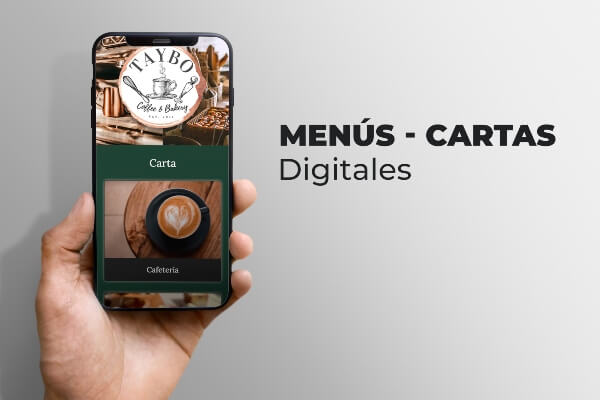 TAYBO
Coffee & Bakery
Carta
Cafetería
MENÚS - CARTAS
Digitales